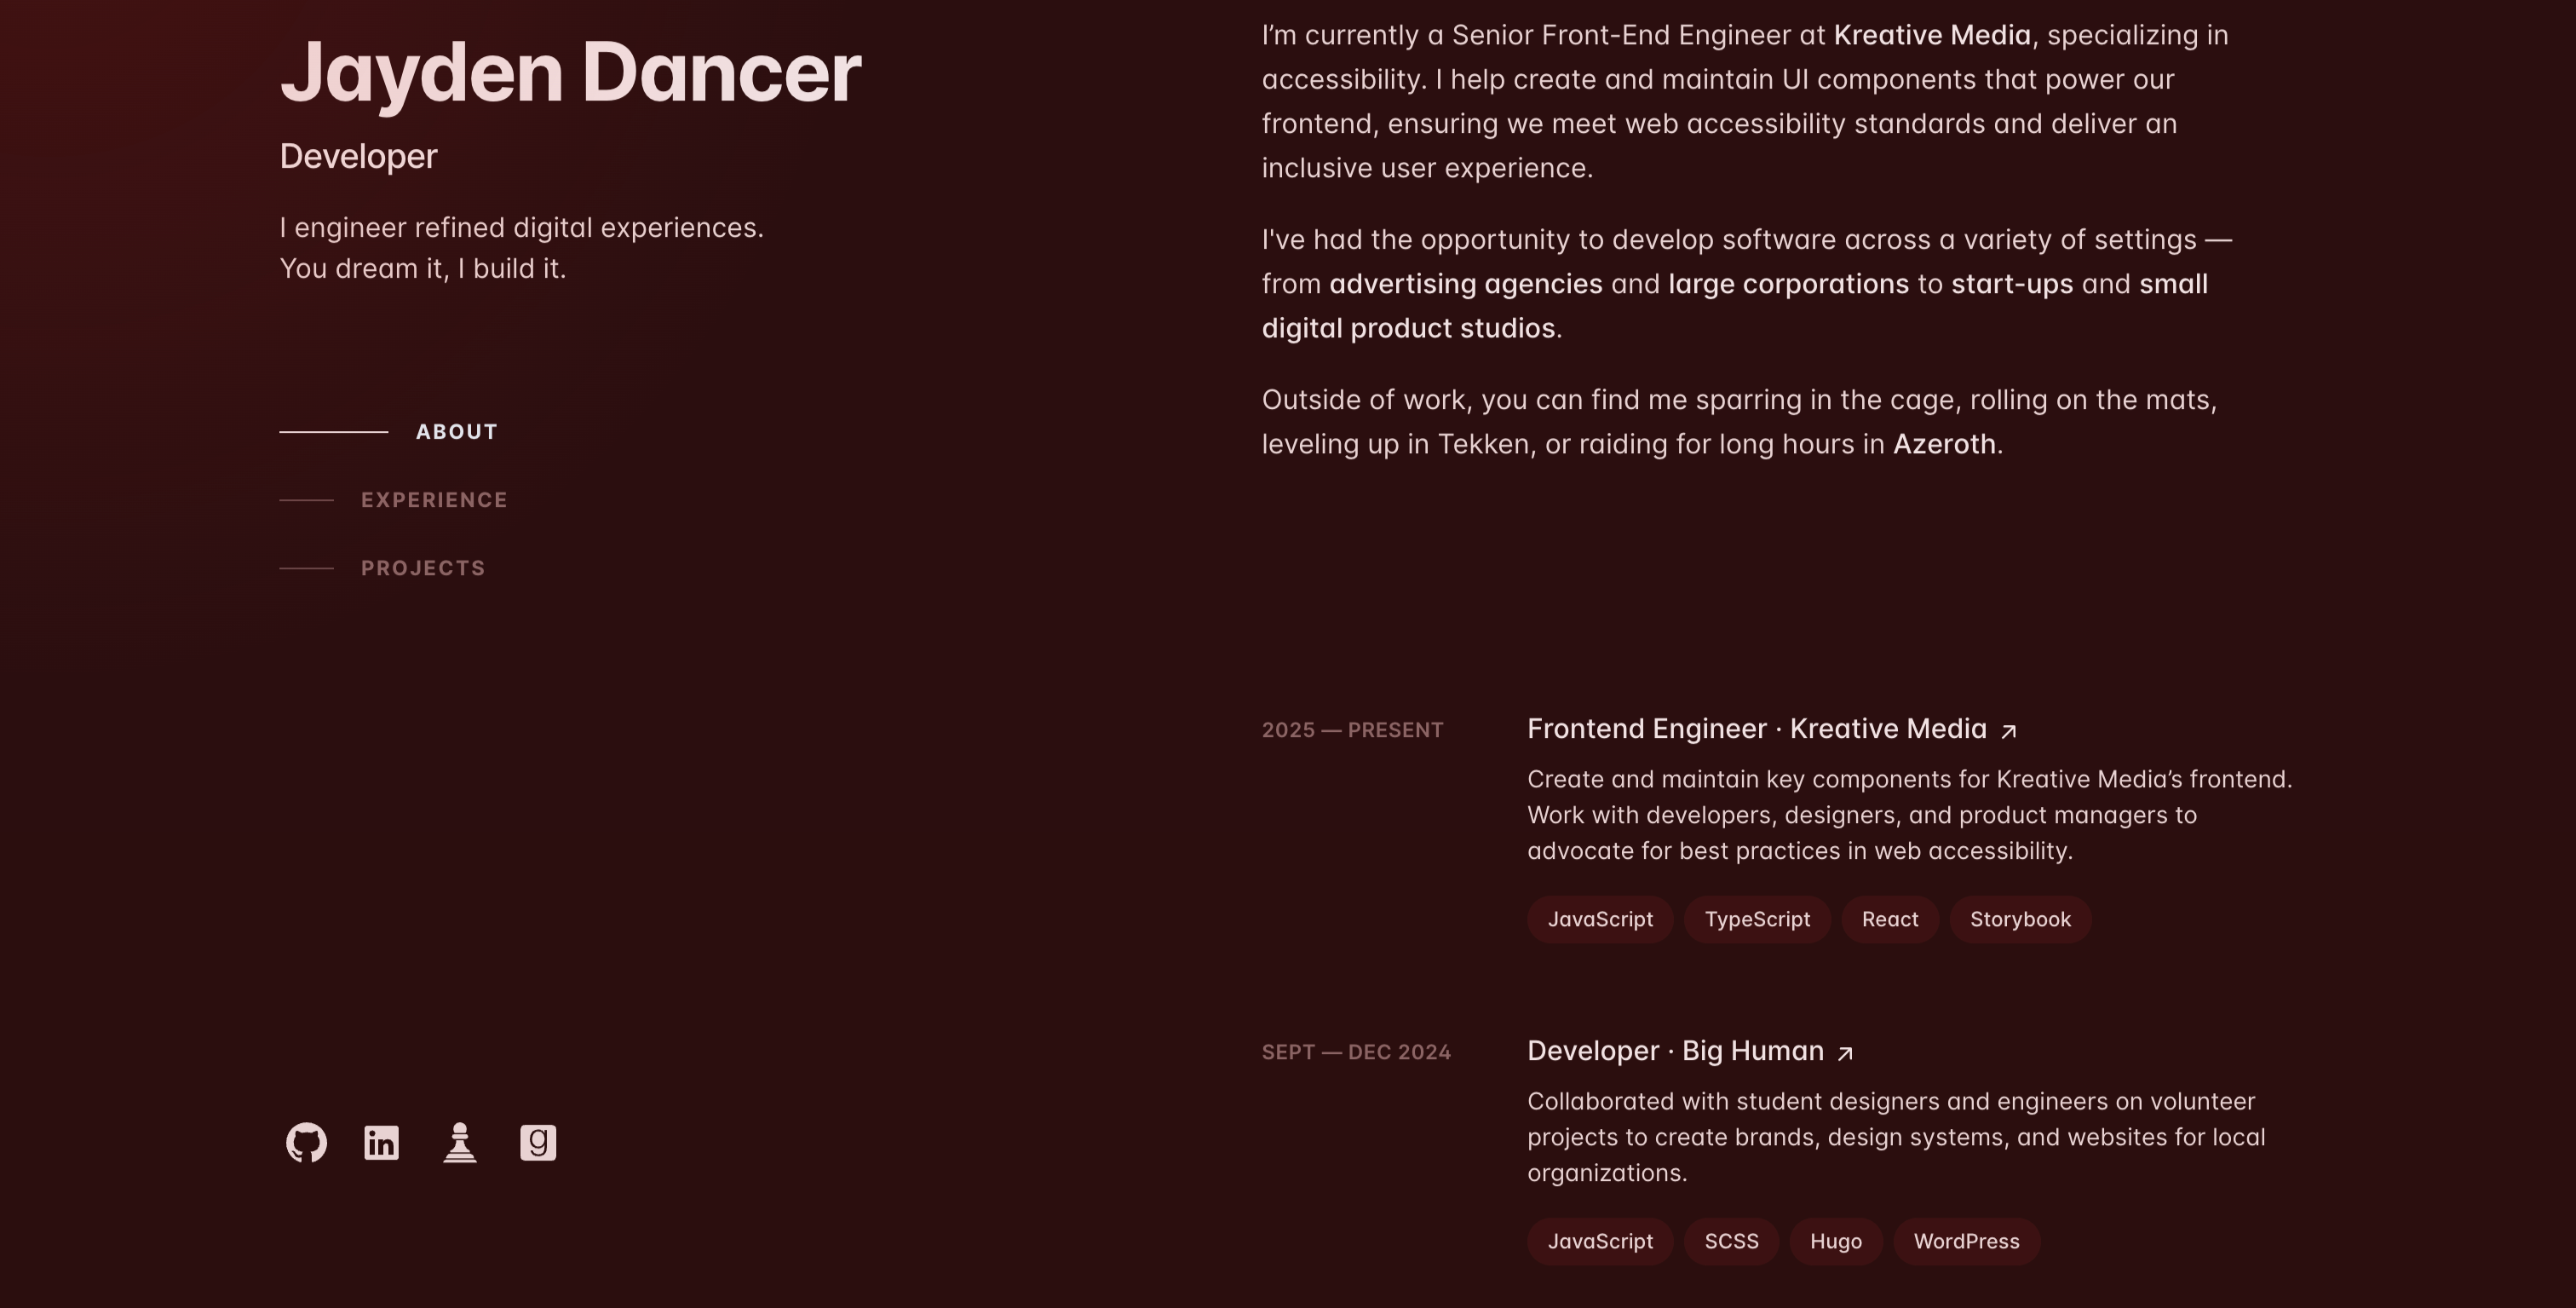 Jayden Dancer
Developer
I engineer refined digital experiences.
You dream it, I build it.
ABOUT
EXPERIENCE
PROJECTS
in
g
I’m currently a Senior Front-End Engineer at Kreative Media, specializing in
accessibility. I help create and maintain UI components that power our
frontend, ensuring we meet web accessibility standards and deliver an
inclusive user experience.
I've had the opportunity to develop software across a variety of settings —
from advertising agencies and large corporations to start-ups and small
digital product studios.
Outside of work, you can find me sparring in the cage, rolling on the mats,
leveling up in Tekken, or raiding for long hours in Azeroth.
2025 — PRESENT
Frontend Engineer · Kreative Media ↗
Create and maintain key components for Kreative Media’s frontend.
Work with developers, designers, and product managers to
advocate for best practices in web accessibility.
JavaScript TypeScript React Storybook
SEPT — DEC 2024
Developer · Big Human ↗
Collaborated with student designers and engineers on volunteer
projects to create brands, design systems, and websites for local
organizations.
JavaScript SCSS Hugo WordPress